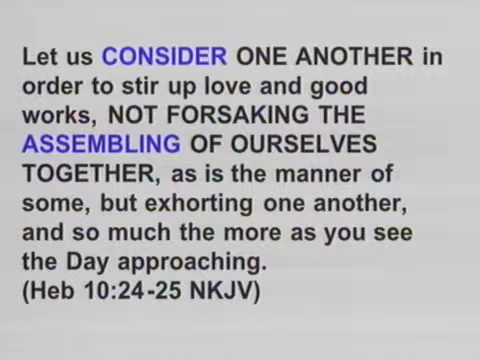 Let us CONSIDER ONE ANOTHER in
order to stir up love and good
works, NOT FORSAKING THE
ASSEMBLING OF OURSELVES
TOGETHER, as is the manner of
some, but exhorting one another,
and so much the more as you see
the Day approaching.
(Heb 10:24-25 NKJV)